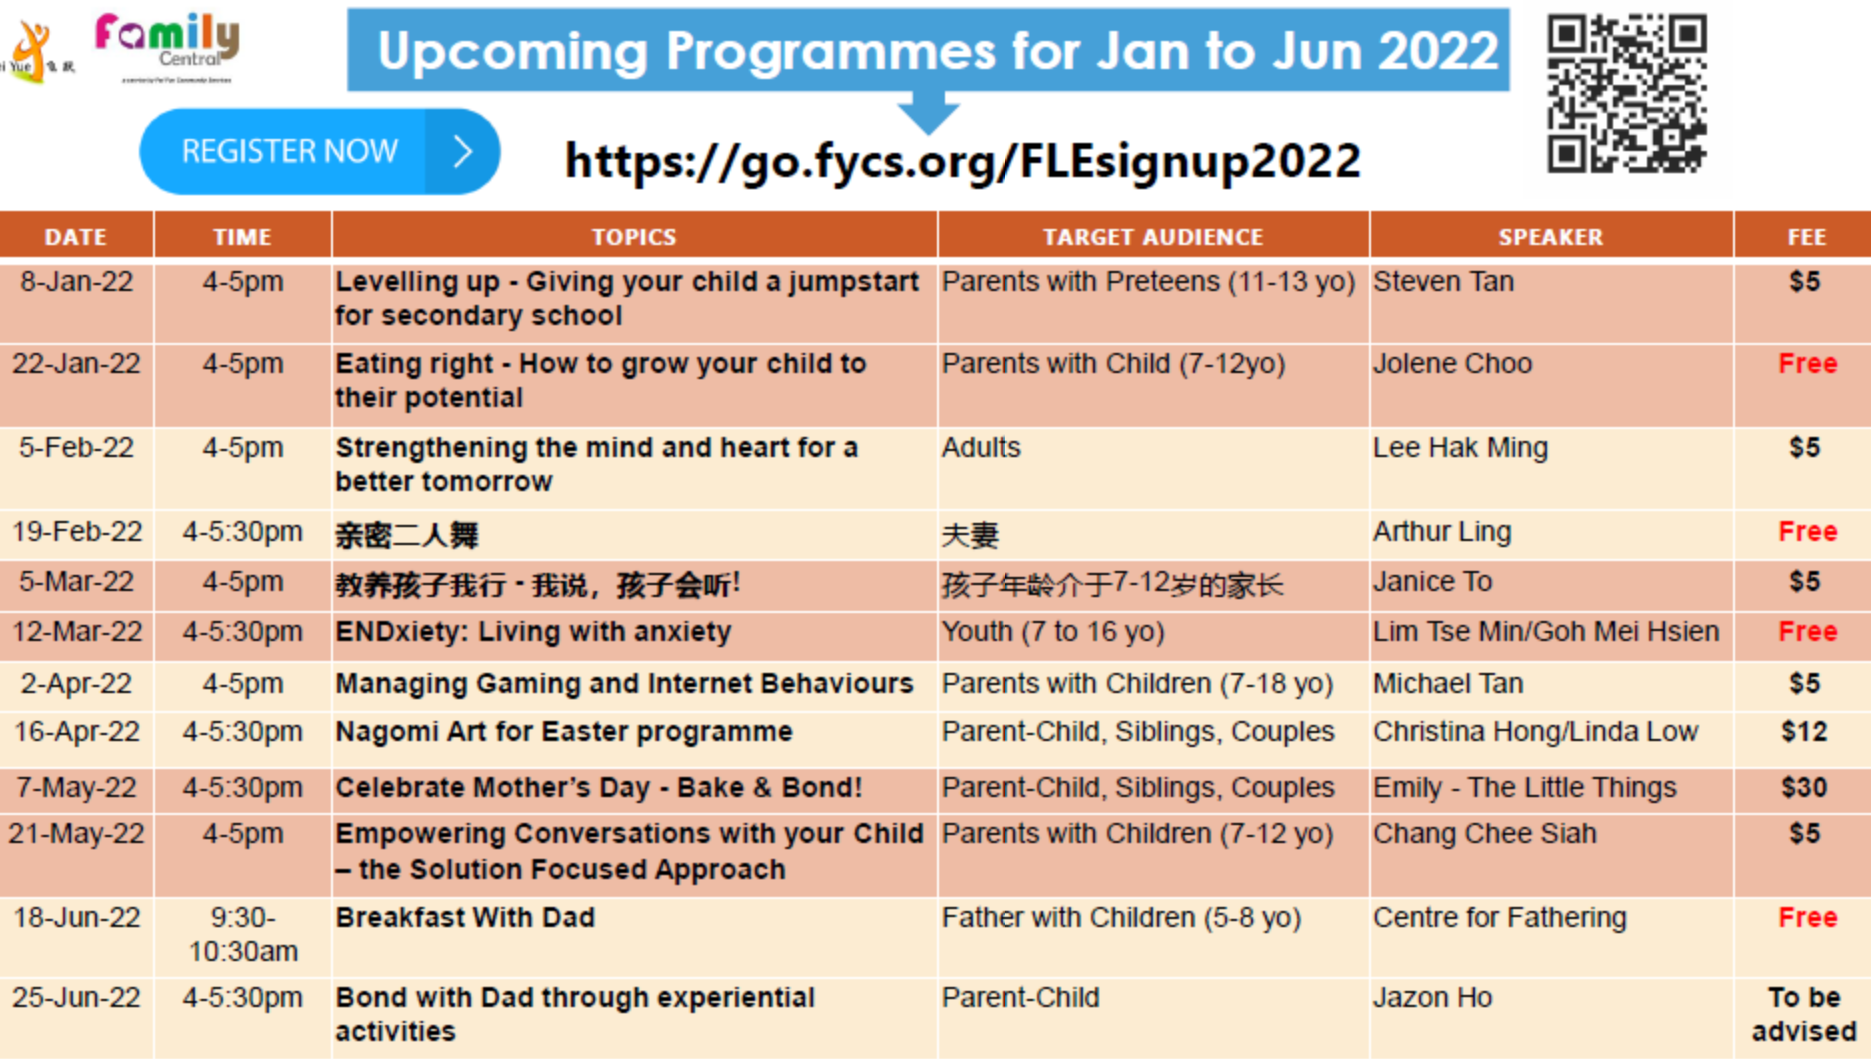 Fei Yue 飞跃
Family
Central
a service by Fei Yue Community Services
Upcoming Programmes for Jan to Jun 2022
REGISTER NOW
https://go.fycs.org/FLEsignup2022
DATE TIME TOPICS TARGET AUDIENCE SPEAKER FEE
8-Jan-22 4-5pm Levelling up - Giving your child a jumpstart Parents with Preteens (11-13 yo) Steven Tan $5
for secondary school
22-Jan-22 4-5pm Eating right - How to grow your child to Parents with Child (7-12yo) Jolene Choo Free
their potential
5-Feb-22 4-5pm Strengthening the mind and heart for a Adults Lee Hak Ming $5
better tomorrow
19-Feb-22 4-5:30pm 亲密二人舞 夫妻 Arthur Ling Free
5-Mar-22 4-5pm 教养孩子我行 - 我说，孩子会听! 孩子年龄介于7-12岁的家长 Janice To $5
12-Mar-22 4-5:30pm ENDxiety: Living with anxiety Youth (7 to 16 yo) Lim Tse Min/Goh Mei Hsien Free
2-Apr-22 4-5pm Managing Gaming and Internet Behaviours Parents with Children (7-18 yo) Michael Tan $5
16-Apr-22 4-5:30pm Nagomi Art for Easter programme Parent-Child, Siblings, Couples Christina Hong/Linda Low $12
7-May-22 4-5:30pm Celebrate Mother’s Day - Bake & Bond! Parent-Child, Siblings, Couples Emily - The Little Things $30
21-May-22 4-5pm Empowering Conversations with your Child Parents with Children (7-12 yo) Chang Chee Siah $5
– the Solution Focused Approach
18-Jun-22 9:30- Breakfast With Dad Father with Children (5-8 yo) Centre for Fathering Free
10:30am
25-Jun-22 4-5:30pm Bond with Dad through experiential Parent-Child Jazon Ho To be
activities advised